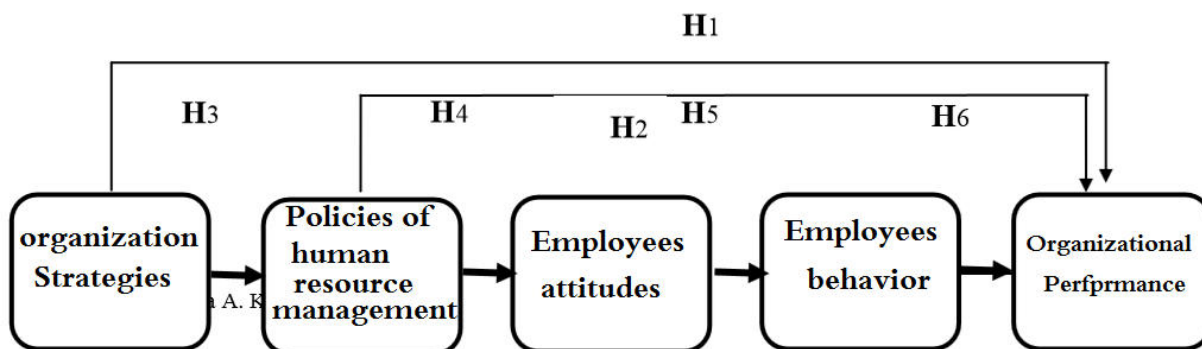 H1
H3
H4
H5
H2
H6
organization
Strategies
Policies of
human
resource
management
Employees
attitudes
Employees
behavior
Organizational
Perfprmance
A. K